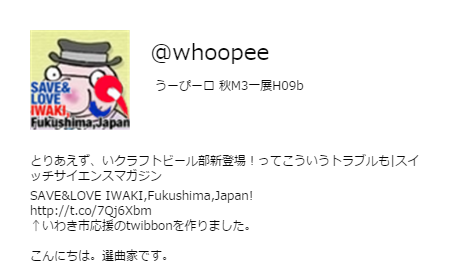 SAVE&
LOVE
IWAKI,
Fukushima,Japan
@whoopee
うーぴーロ 秋M3ー展H09b
とりあえず、いクラフトビール部新登場！ってこういうトラブルも|スイ
ッチサイエンスマガジン
SAVE&LOVE IWAKI,Fukushima,Japan!
http://t.co/7Qj6Xbm
↑いわき市応援のtwibbonを作りました。
こんにちは。選曲家です。